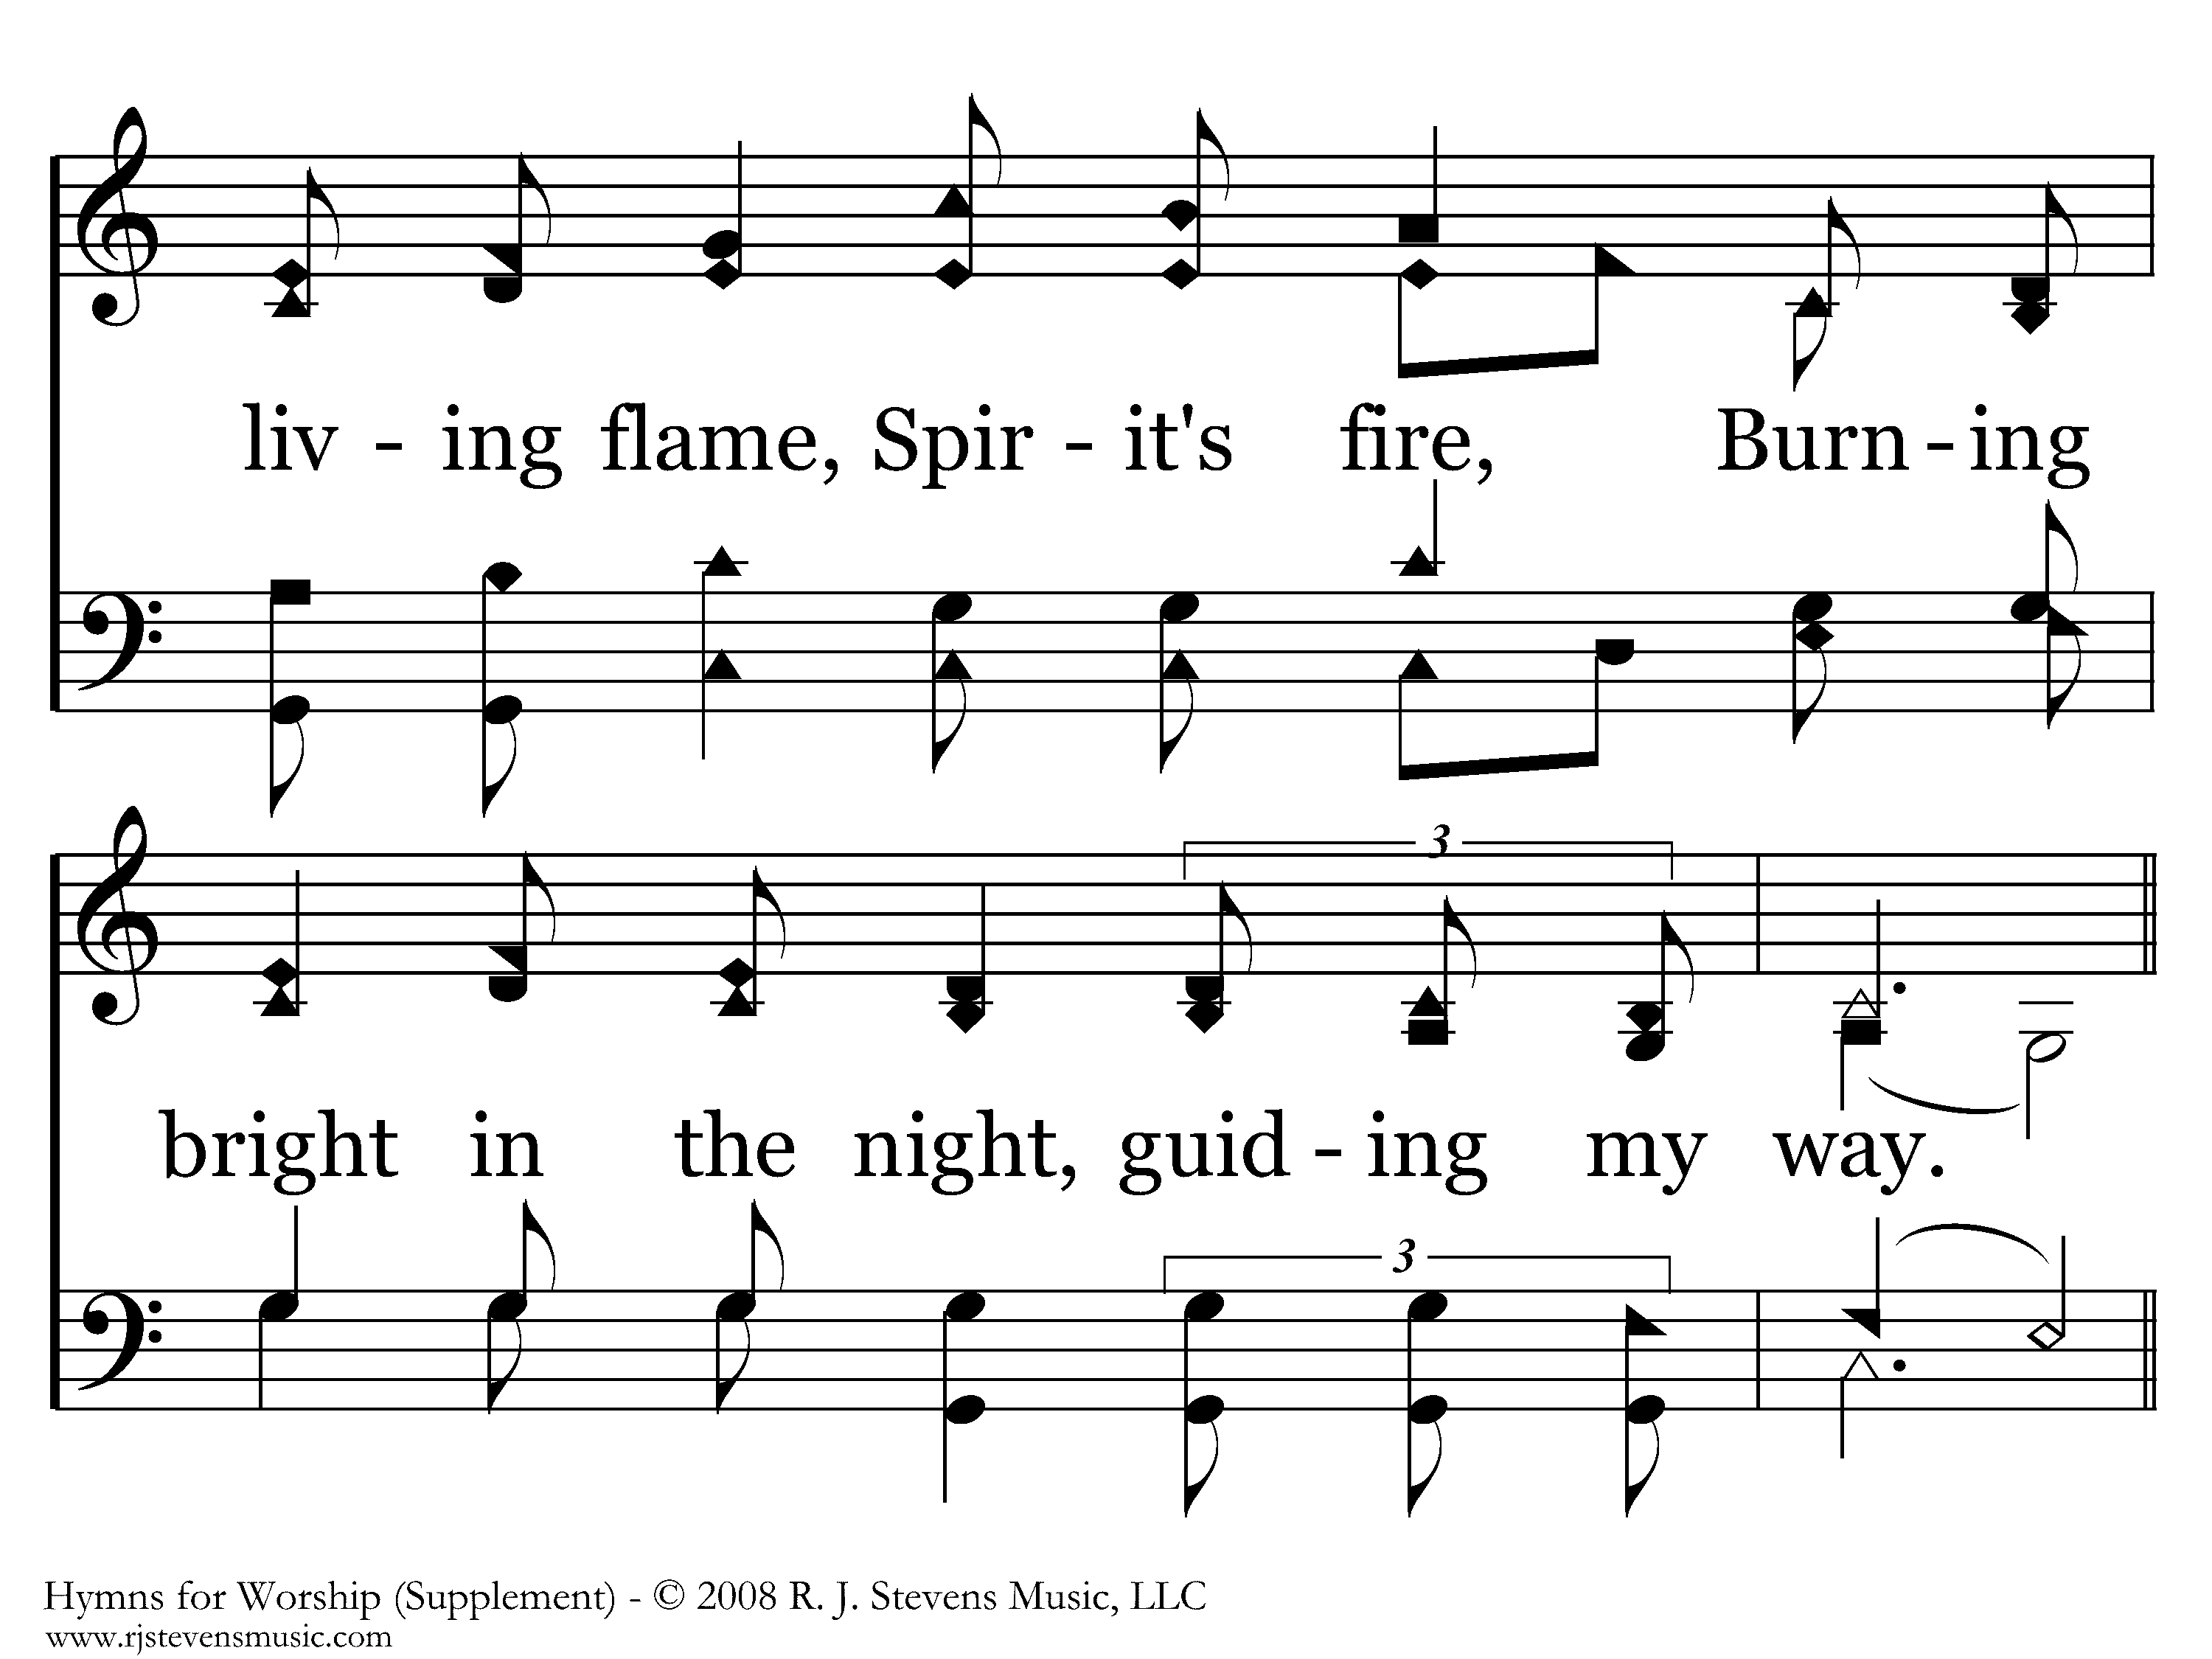 liv - ing flame, Spir - it's fire, Burn - ing
3
bright in the night, guid - ing my way.
3
Hymns for Worship (Supplement) - © 2008 R. J. Stevens Music, LLC
www.rjstevensmusic.com